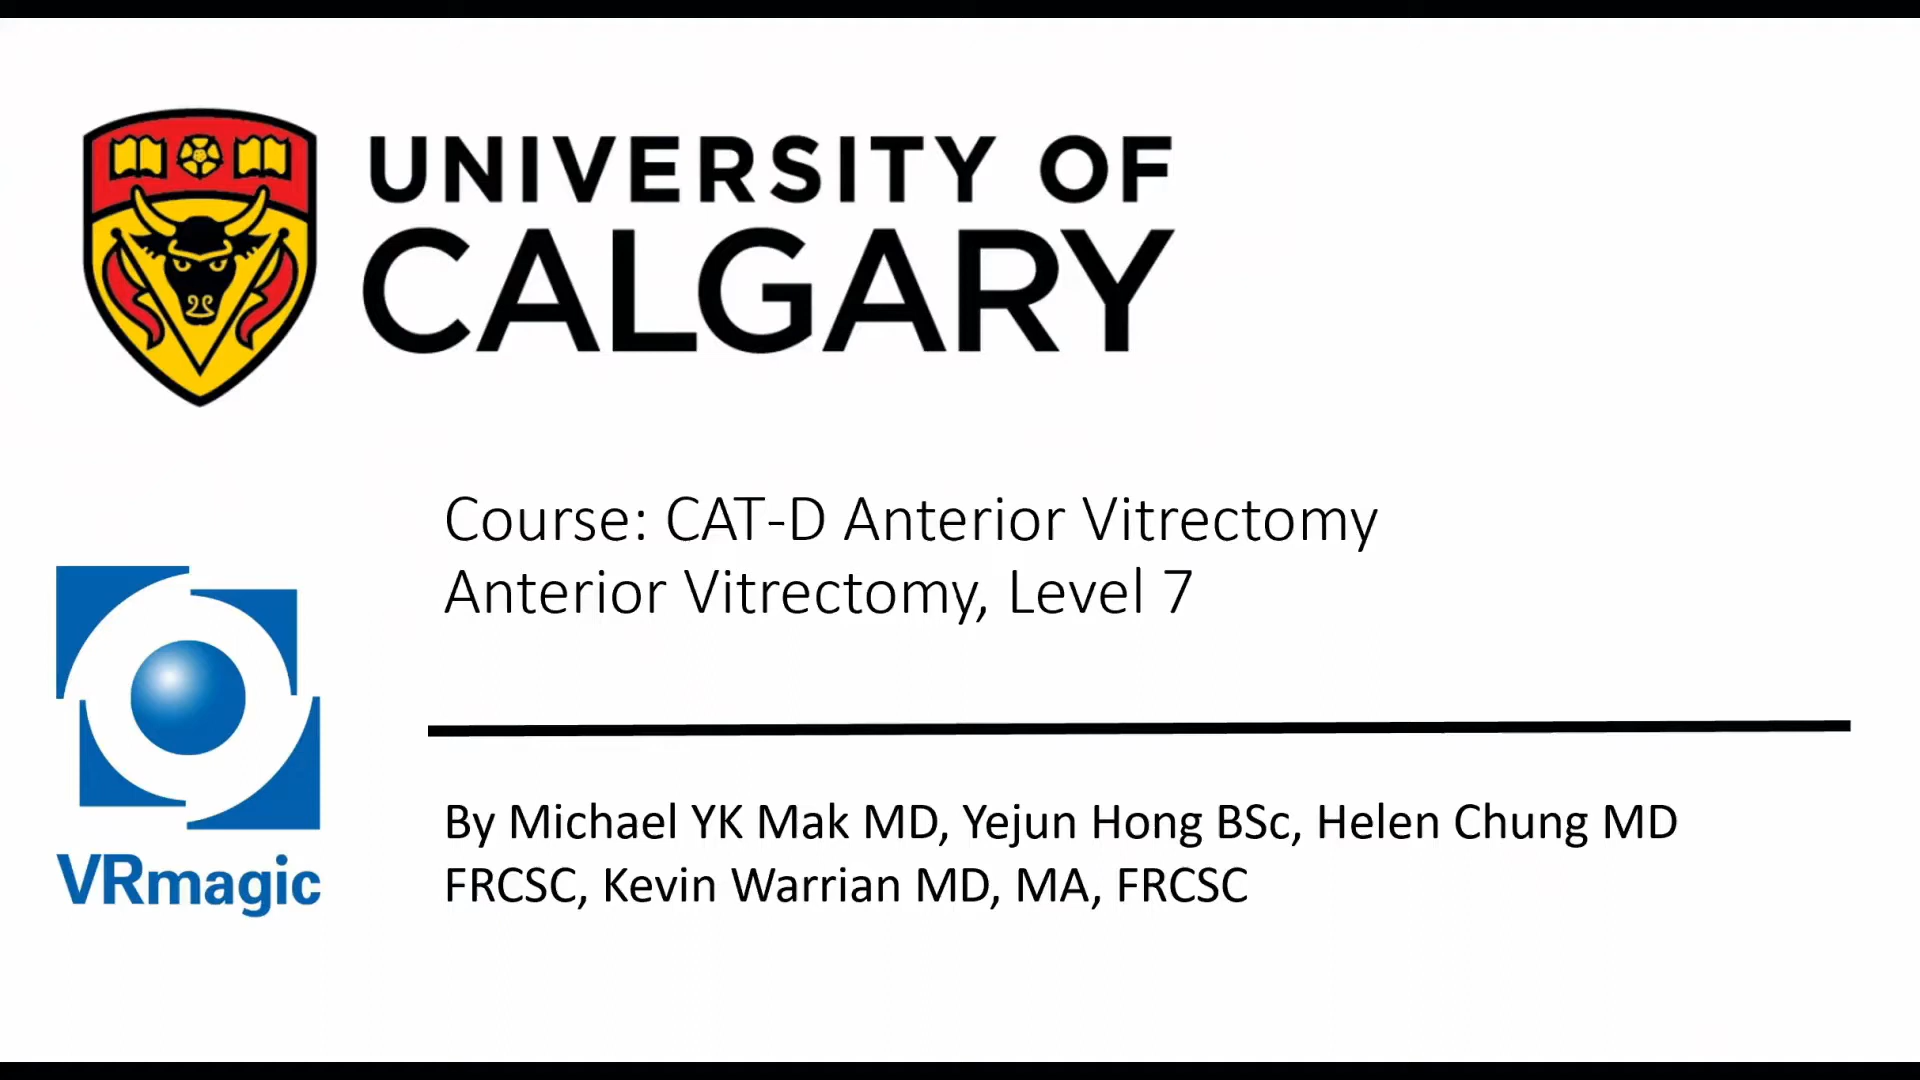 UNIVERSITY OF
CALGARY
Course: CAT-D Anterior Vitrectomy
Anterior Vitrectomy, Level 7
VRmagic
By Michael YK Mak MD, Yejun Hong BSc, Helen Chung MD
FRCSC, Kevin Warrian MD, MA, FRCSC